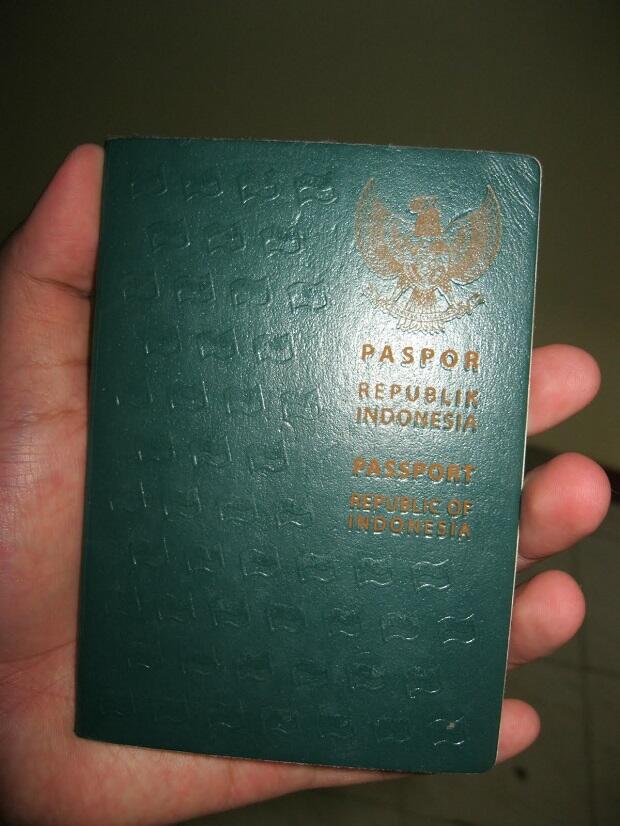 PASPOR
REPUBLIK
INDONESIA
PASSPORT
REPUBLIC OF
INDONESIA